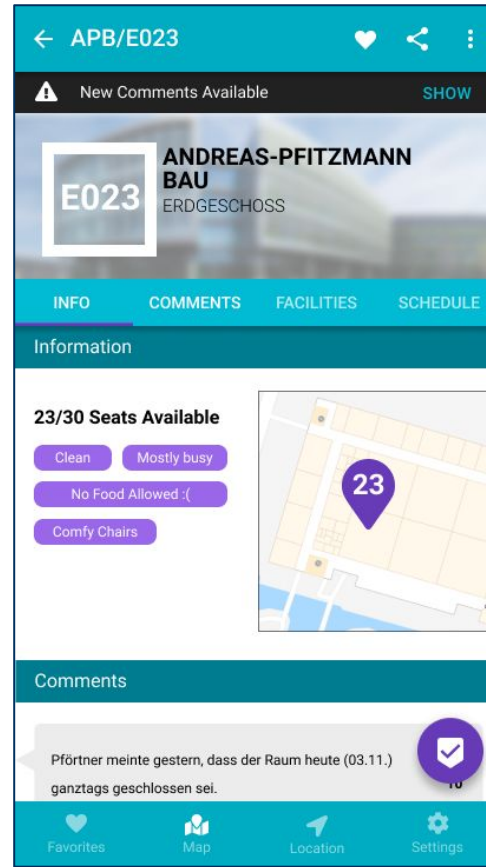 APB/E023
New Comments Available SHOW
E023
ANDREAS-PFITZMANN
BAU
ERDGESCHOSS
INFO COMMENTS FACILITIES SCHEDULE
Information
23/30 Seats Available
Clean Mostly busy
No Food Allowed :(
Comfy Chairs
23
Comments
Pförtner meinte gestern, dass der Raum heute (03.11.)
ganztags geschlossen sei.
Favorites Map Location Settings